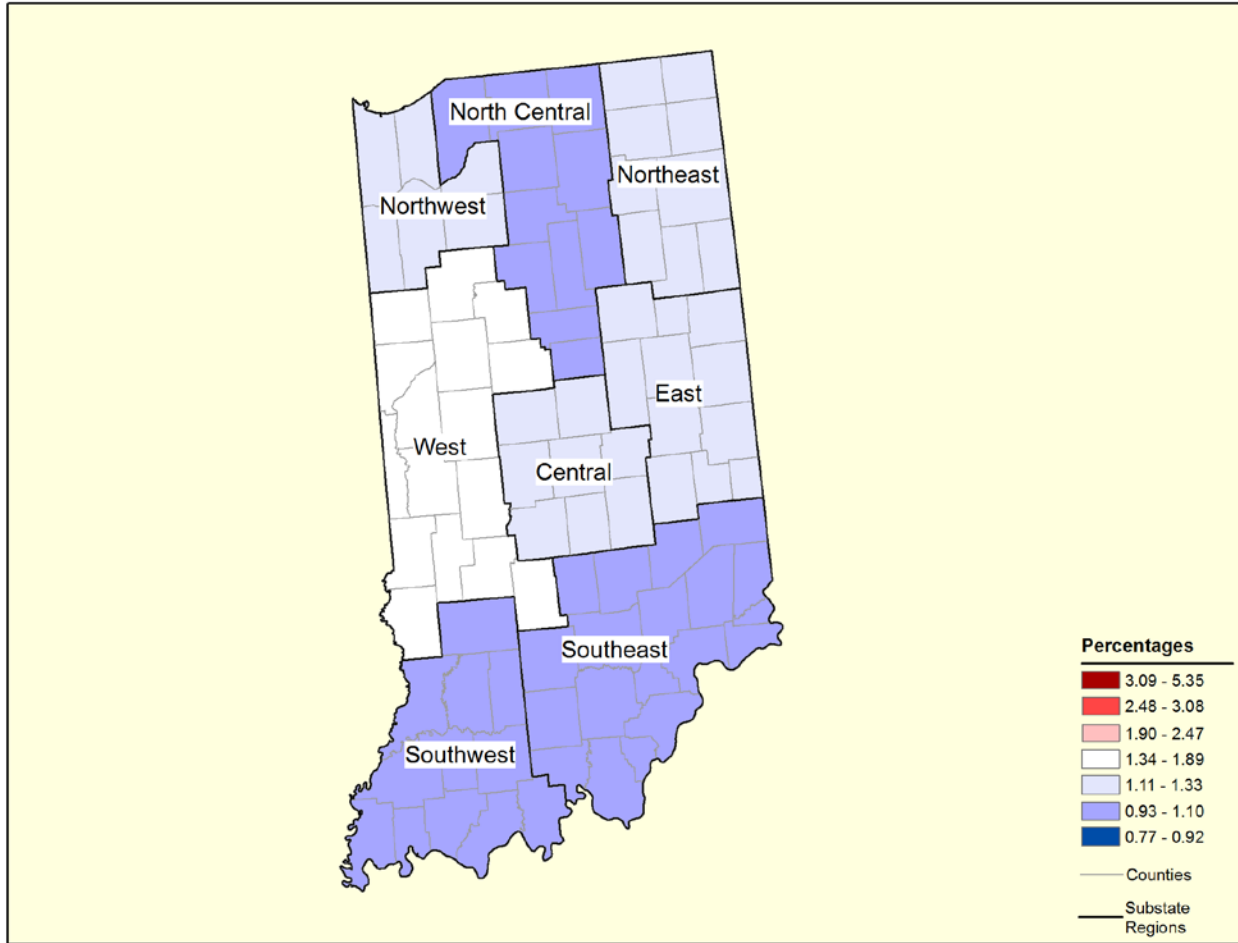 North Central
Northeast
Northwest
East
West
Central
Southeast
Southwest
Percentages
3.09 - 5.35
2.48 - 3.08
1.90 - 2.47
1.34 - 1.89
1.11 - 1.33
0.93 - 1.10
0.77 - 0.92
Counties
Substate
Regions